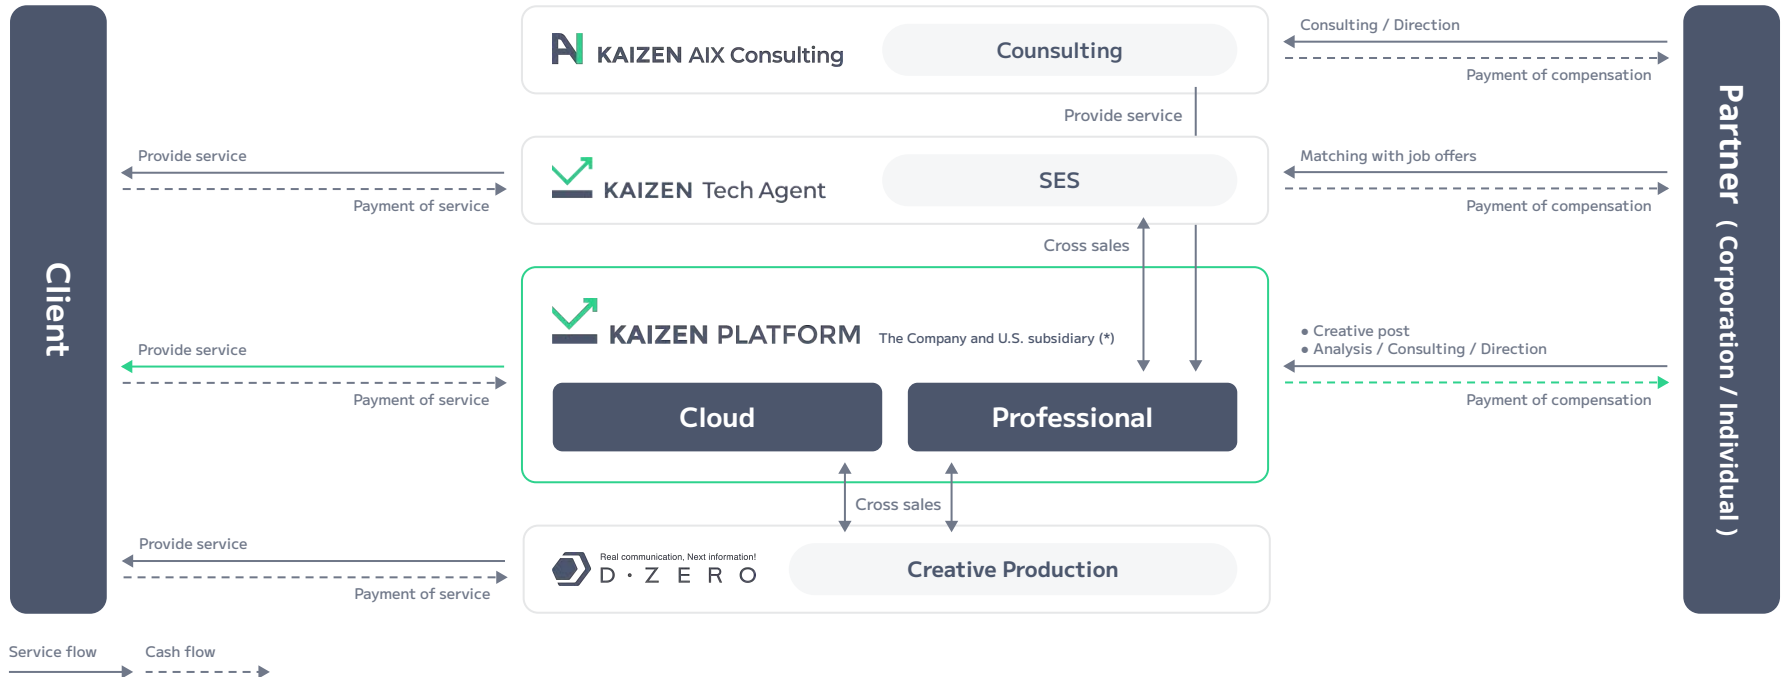 Client
KAIZEN AIX Consulting
Counsulting
Consulting / Direction
Payment of compensation
Provide service
Provide service
Payment of service
KAIZEN Tech Agent
SES
Matching with job offers
Payment of compensation
Cross sales
KAIZEN PLATFORM
The Company and U.S. subsidiary (*)
Cloud
Professional
Provide service
Payment of service
● Creative post
● Analysis / Consulting / Direction
Payment of compensation
Cross sales
Provide service
Payment of service
Real communication, Next information!
D・ZERO
Creative Production
Partner ( Corporation / Individual )
Service flow
Cash flow